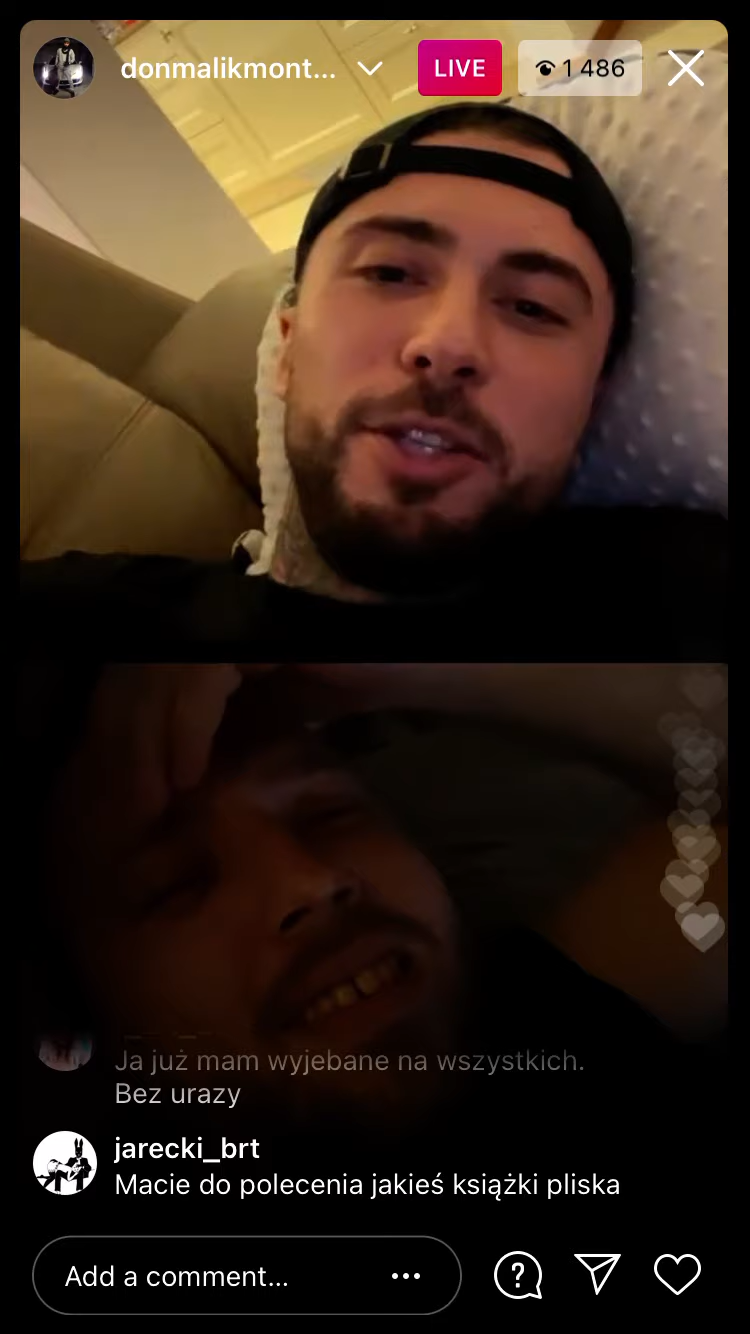 donmalikmont...
LIVE
1 486
Ja już mam wyjebane na wszystkich.
Bez urazy
jarecki_brt
Macie do polecenia jakieś książki pliska
Add a comment...